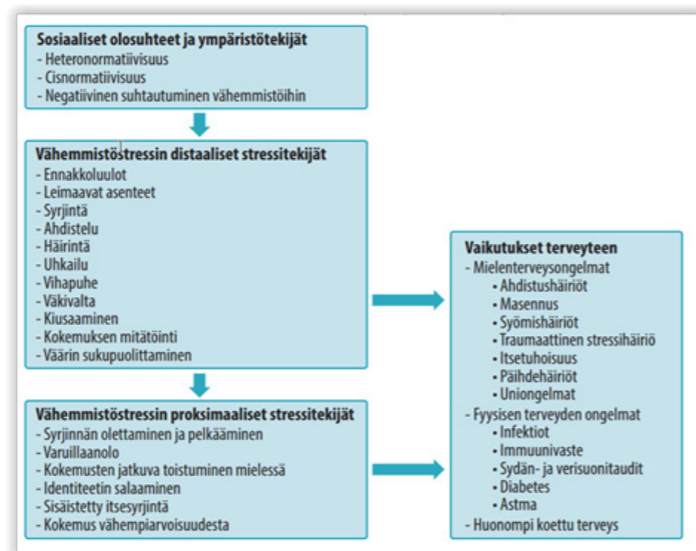 Sosiaaliset olosuhteet ja ympäristötekijät
- Heteronormatiivisuus
- Cisnormatiivisuus
- Negatiivinen suhtautuminen vähemmistöihin
Vähemmistöstressin distaaliset stressitekijät
- Ennakkoluulot
- Leimaavat asenteet
- Syrjintä
- Ahdistelu
- Häirintä
- Uhkailu
- Vihapuhe
- Väkivalta
- Kiusaaminen
- Kokemuksen mitätöinti
- Väärin sukupuolittaminen
Vähemmistöstressin proksimaaliset stressitekijät
- Syrjinnän olettaminen ja pelkääminen
- Varuillaanolo
- Kokemusten jatkuva toistuminen mielessä
- Identiteetin salaaminen
- Sisäistetty itsesyrjintä
- Kokemus vähempiarvoisuudesta
Vaikutukset terveyteen
- Mielenterveysongelmat
• Ahdistushäiriöt
• Masennus
• Syömishäiriöt
• Traumaattinen stressihäiriö
• Itsetuhoisuus
• Päihdehäiriöt
• Uniongelmat
- Fyysisen terveyden ongelmat
• Infektiot
• Immuunivaste
• Sydän- ja verisuonitaudit
• Diabetes
• Astma
- Huonompi koettu terveys